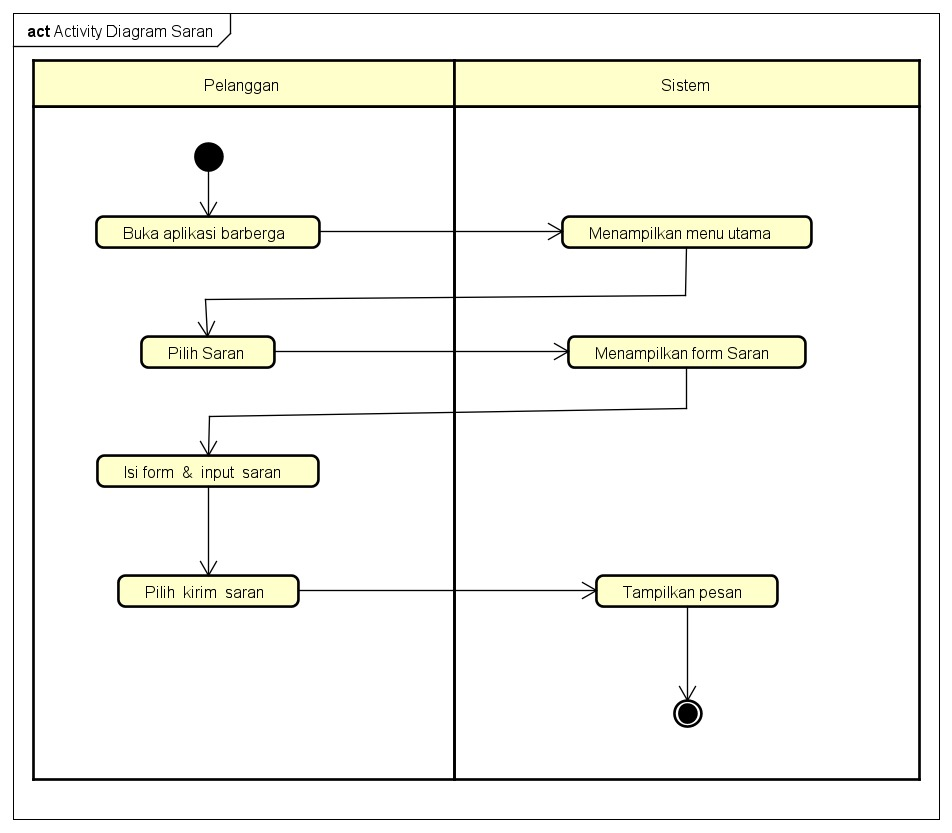 act Activity Diagram Saran
Pelanggan
Sistem
Buka aplikasi barberga
Menampilkan menu utama
Pilih Saran
Menampilkan form Saran
Isi form & input saran
Pilih kirim saran
Tampilkan pesan